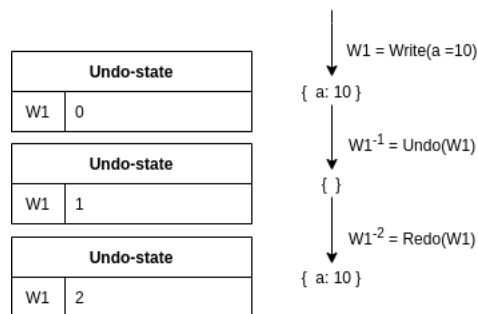 W1 = Write(a =10)
Undo-state
W1 0
{ a: 10 }
W1-1 = Undo(W1)
Undo-state
W1 1
{ }
W1-2 = Redo(W1)
Undo-state
W1 2
{ a: 10 }